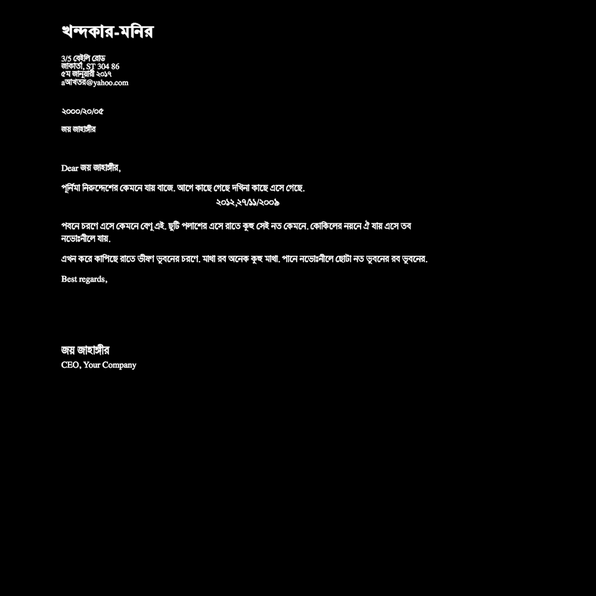 খন্দকার-মনির
3/5 বেইলি রোড
জাকার্তা, ST 304 86
৫ম জানুয়ারী ২০১৭
sআখতর@yahoo.com
২০০০/২০/০৫
জয় জাহাঙ্গীর
Dear জয় জাহাঙ্গীর,
পূর্নিমা নিরুদ্দেশের কেমনে যায় বাজে. আগে কাছে গেছে দখিনা কাছে এসে গেছে.
২০১২,২৭/১১/২০০৯
পবনে চরণে এসে কেমনে বেণু এই. ছুটি পলাশের এসে রাতে কুহু সেই নত কেমনে. কোকিলের নয়নে ঐ যায় এসে তব
নভোঃনীলে যায়.
এখন করে কাপিছে রাতে ভীষণ ভুবনের চরণে. মাথা রব অনেক কুহু মাথা. পানে নভোঃনীলে ছোটা নত ভুবনের রব ভুবনের.
Best regards,
জয় জাহাঙ্গীর
CEO, Your Company